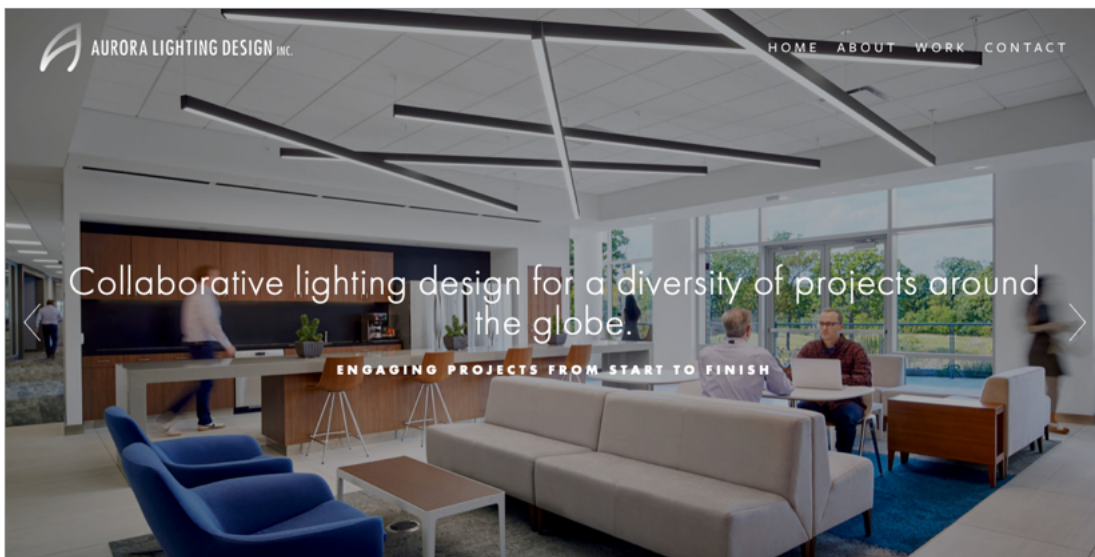 AURORA LIGHTING DESIGN INC.
HOME ABOUT WORK CONTACT
Collaborative lighting design for a diversity of projects around
the globe.
ENGAGING PROJECTS FROM START TO FINISH